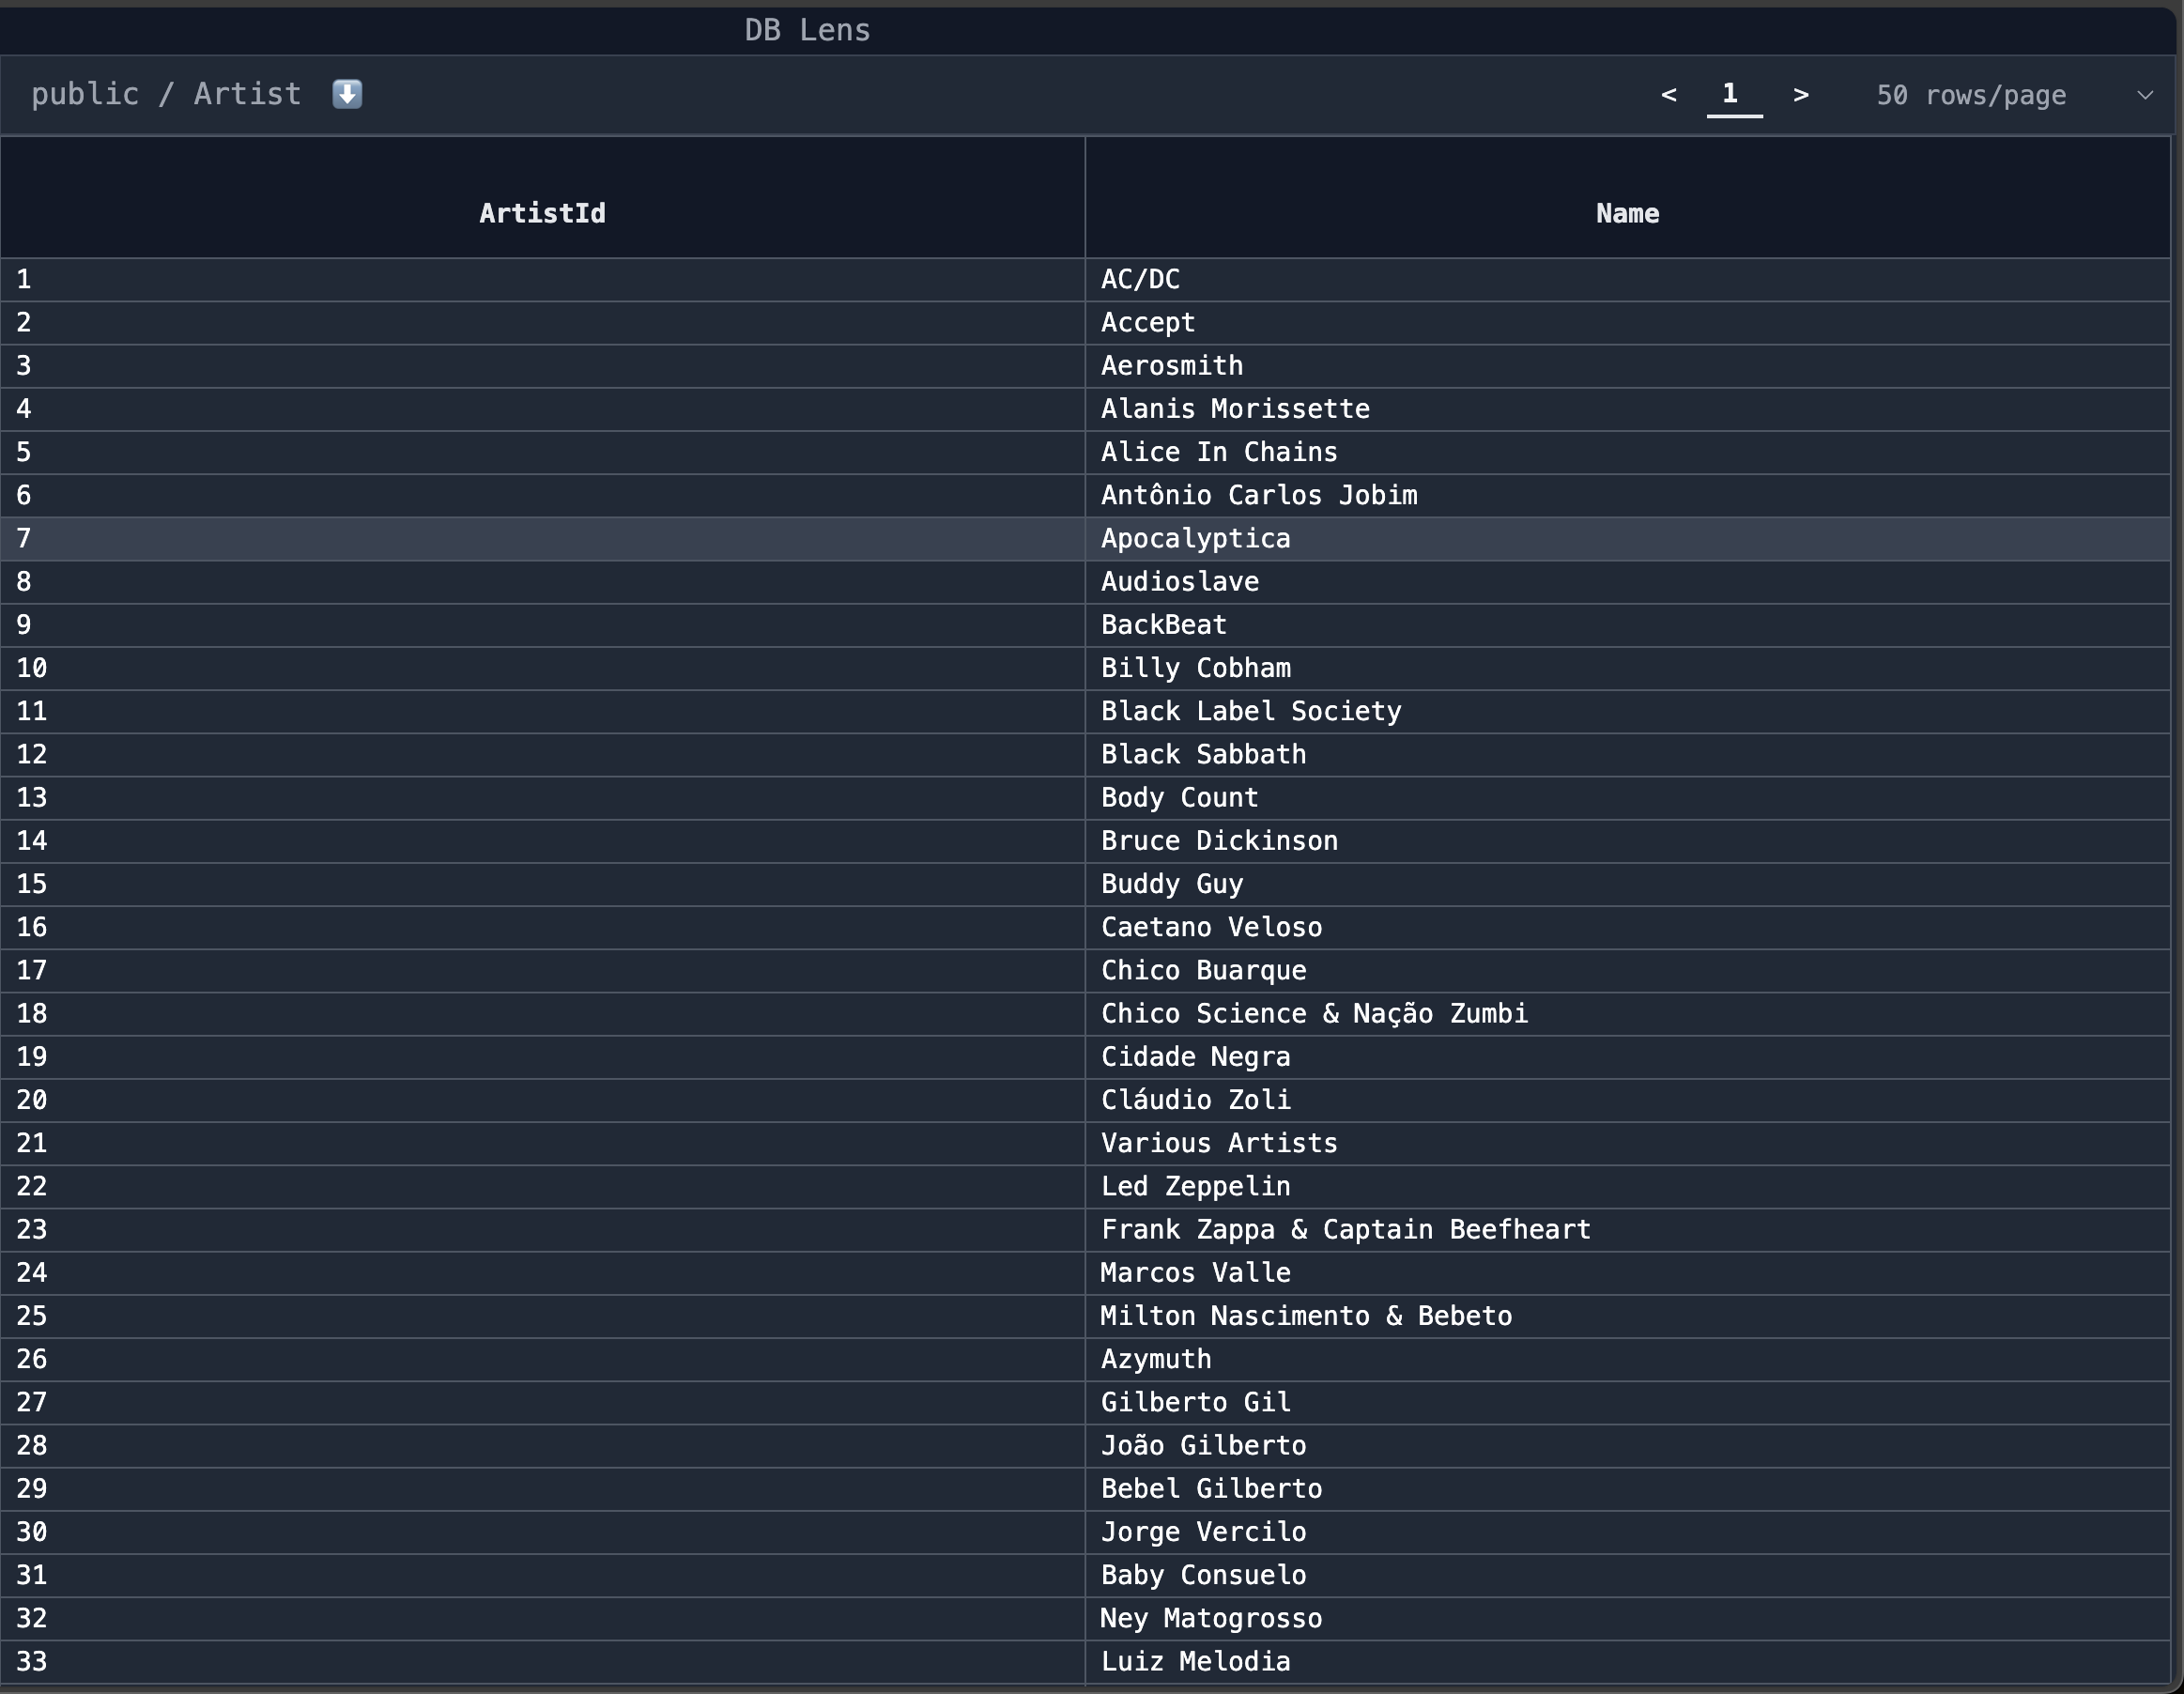 DB Lens
public / Artist ⬇️ < 1 > 50 rows/page
ArtistId Name
1 AC/DC
2 Accept
3 Aerosmith
4 Alanis Morissette
5 Alice In Chains
6 Antônio Carlos Jobim
7 Apocalyptica
8 Audioslave
9 BackBeat
10 Billy Cobham
11 Black Label Society
12 Black Sabbath
13 Body Count
14 Bruce Dickinson
15 Buddy Guy
16 Caetano Veloso
17 Chico Buarque
18 Chico Science & Nação Zumbi
19 Cidade Negra
20 Cláudio Zoli
21 Various Artists
22 Led Zeppelin
23 Frank Zappa & Captain Beefheart
24 Marcos Valle
25 Milton Nascimento & Bebeto
26 Azymuth
27 Gilberto Gil
28 João Gilberto
29 Bebel Gilberto
30 Jorge Vercilo
31 Baby Consuelo
32 Ney Matogrosso
33 Luiz Melodia